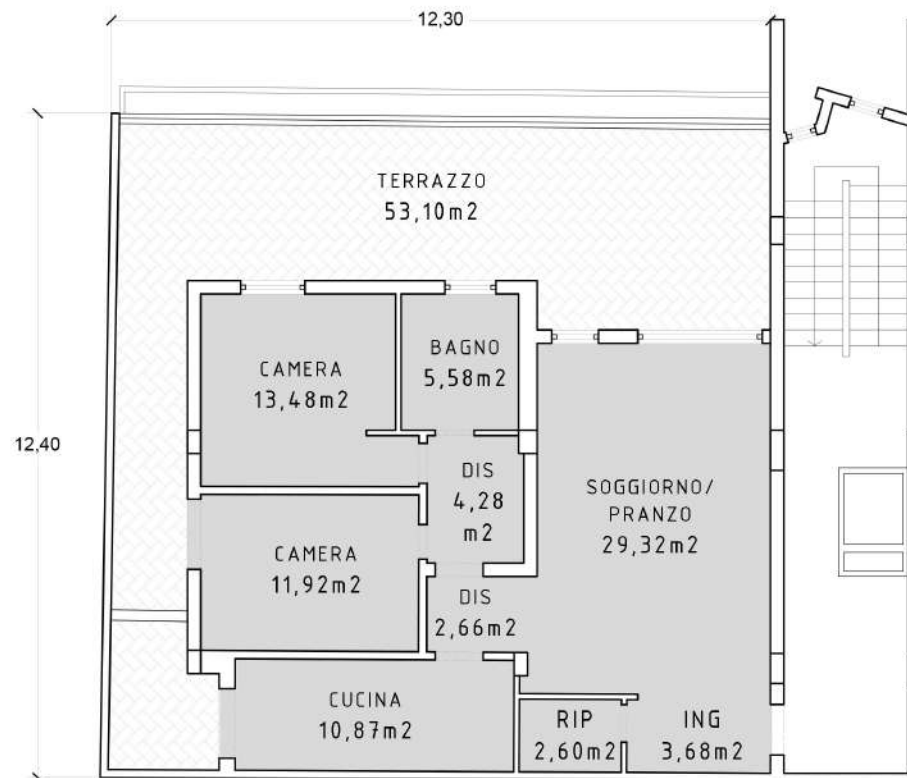 12,30
TERRAZZO
53,10m2
CAMERA
13,48m2
BAGNO
5,58m2
12,40
DIS
4,28
m2
SOGGIORNO/
PRANZO
29,32m2
CAMERA
11,92m2
DIS
2,66m2
CUCINA
10,87m2
RIP
2,60m2
ING
3,68m2